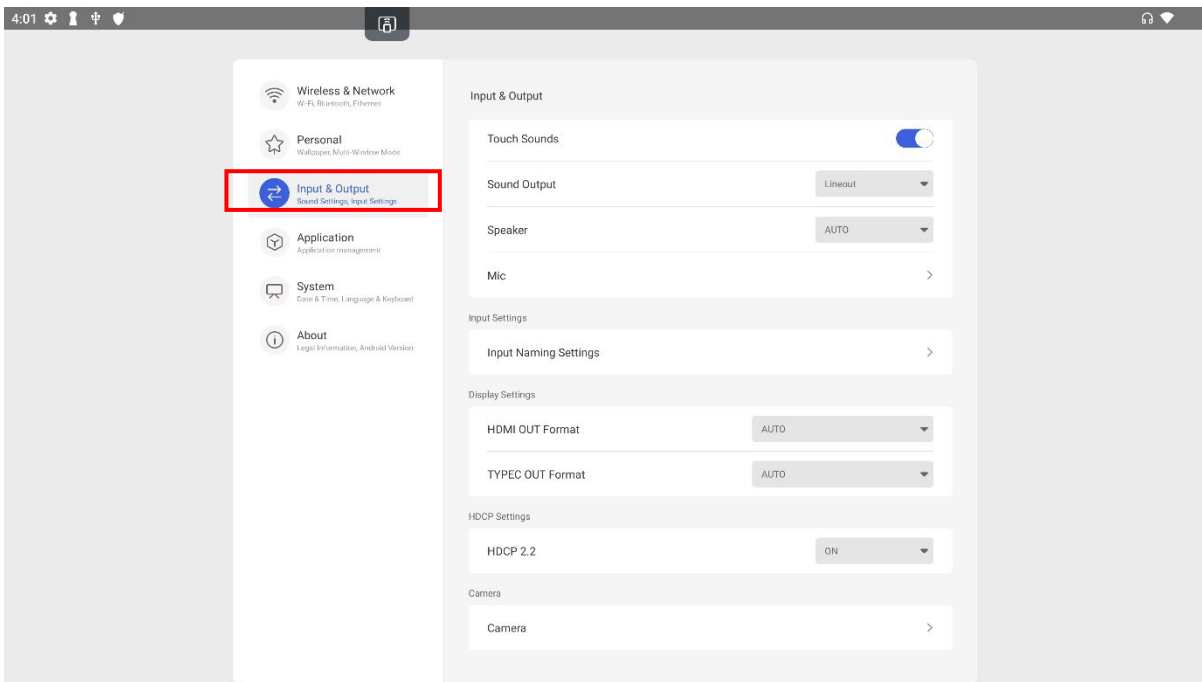 4:01
Wireless & Network
Wi-Fi, Bluetooth, Ethernet
Personal
Wallpaper, Multi-Window Mode
Input & Output
Sound Settings, Input Settings
Application
Application management
System
Date & Time, Language & Keyboard
About
Legal Information, Android Version
Input & Output
Touch Sounds
Sound Output Lineout
Speaker AUTO
Mic
Input Settings
Input Naming Settings
Display Settings
HDMI OUT Format AUTO
TYPEC OUT Format AUTO
HDCP Settings
HDCP 2.2 ON
Camera
Camera